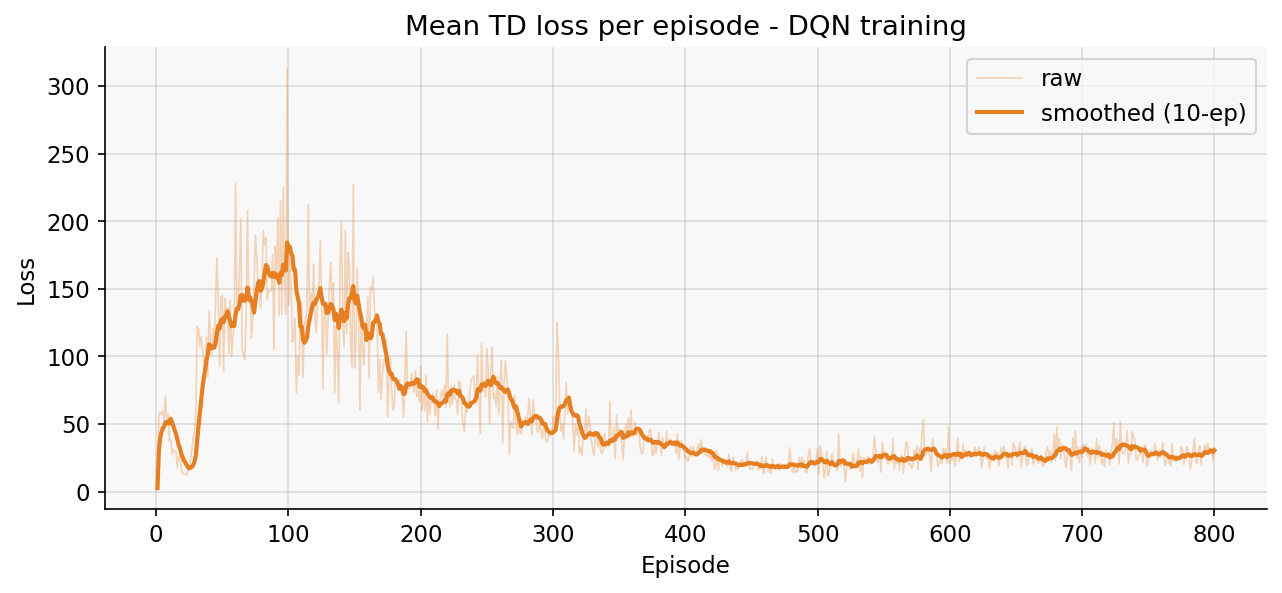 Mean TD loss per episode - DQN training
raw
smoothed (10-ep)
Loss
300
250
200
150
100
50
0
0 100 200 300 400 500 600 700 800
Episode